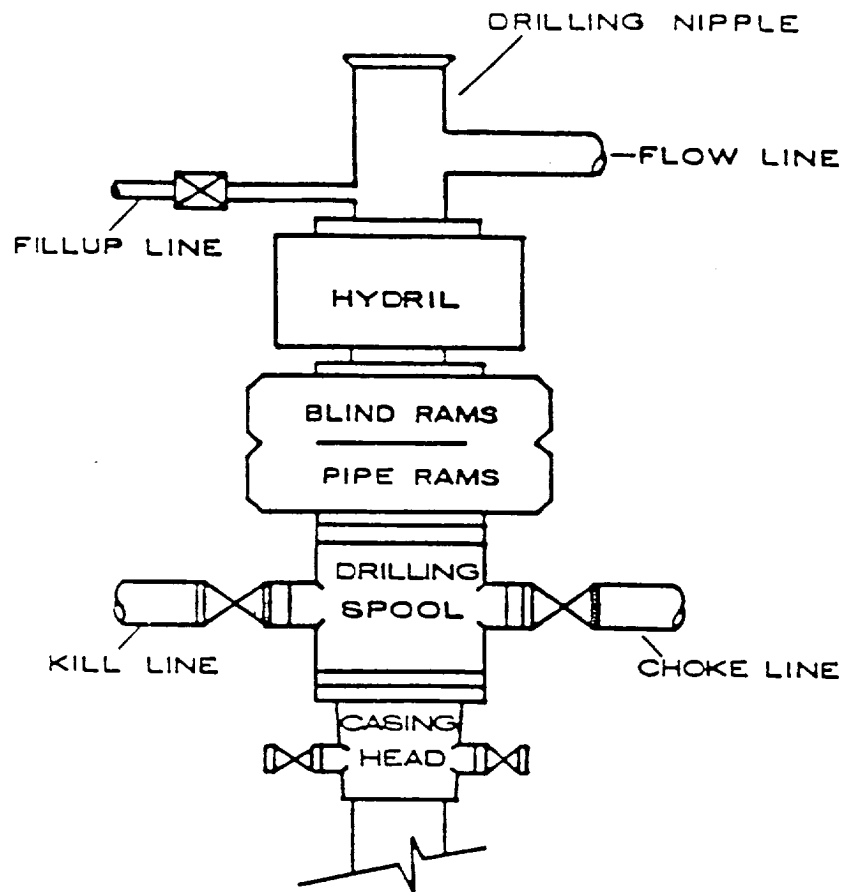 DRILLING NIPPLE
FLOW LINE
FILLUP LINE
HYDRIL
BLIND RAMS
PIPE RAMS
DRILLING
SPOOL
KILL LINE
CHOKE LINE
CASING
HEAD